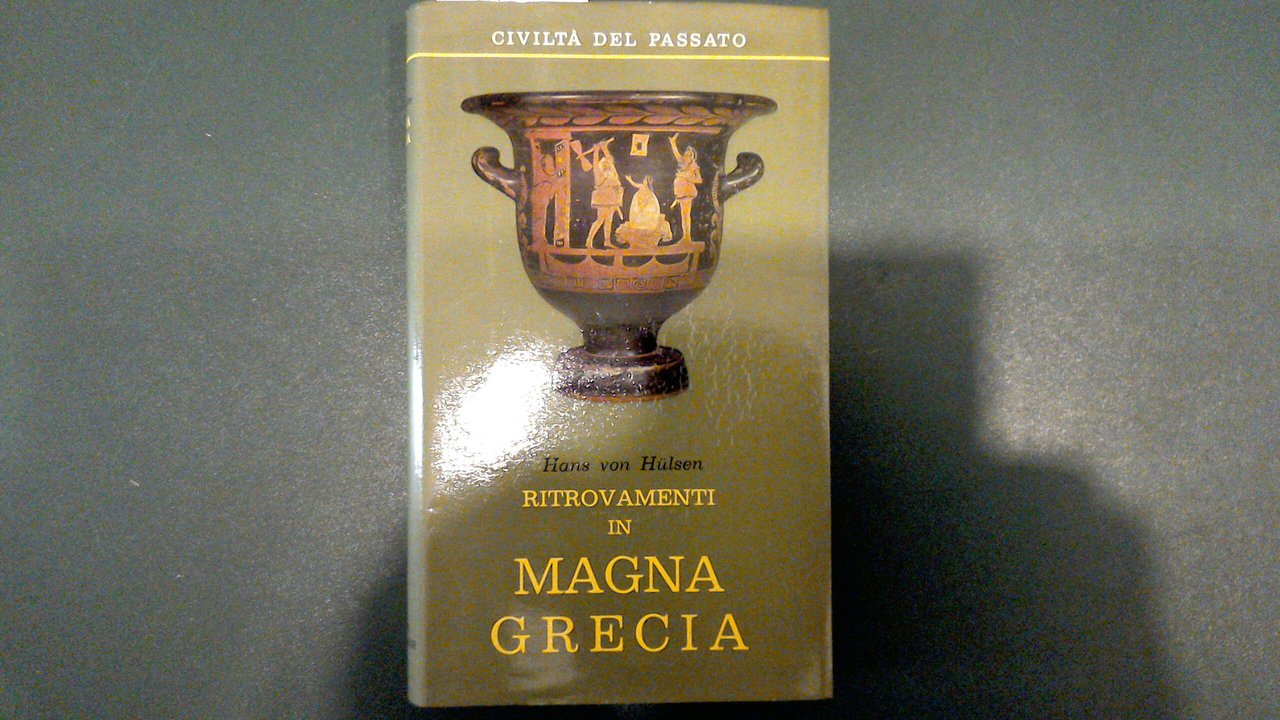 CIVILTÀ DEL PASSATO
Hans von Hülsen
RITROVAMENTI
IN
MAGNA
GRECIA